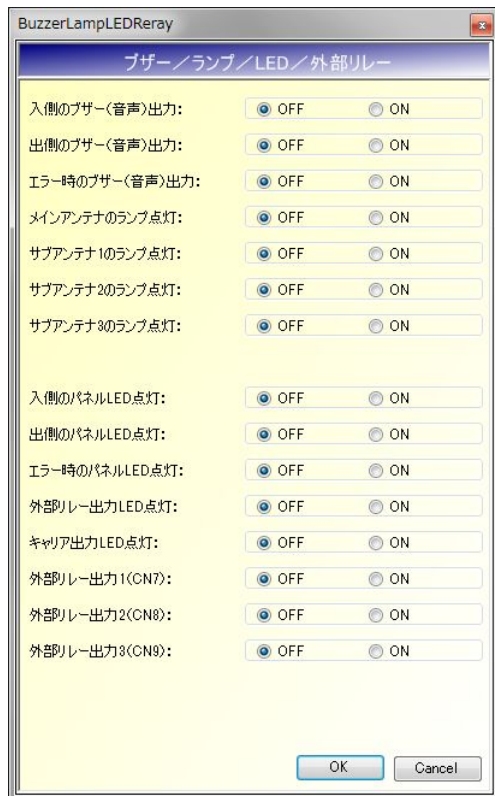 BuzzerLampLEDReray
ブザー／ランプ／LED／外部リレー
入側のブザー(音声)出力: OFF ON
出側のブザー(音声)出力: OFF ON
エラー時のブザー(音声)出力: OFF ON
メインアンテナのランプ点灯: OFF ON
サブアンテナ1のランプ点灯: OFF ON
サブアンテナ2のランプ点灯: OFF ON
サブアンテナ3のランプ点灯: OFF ON
入側のパネルLED点灯: OFF ON
出側のパネルLED点灯: OFF ON
エラー時のパネルLED点灯: OFF ON
外部リレー出力LED点灯: OFF ON
キャリア出力LED点灯: OFF ON
外部リレー出力1(CN7): OFF ON
外部リレー出力2(CN8): OFF ON
外部リレー出力3(CN9): OFF ON
OK Cancel